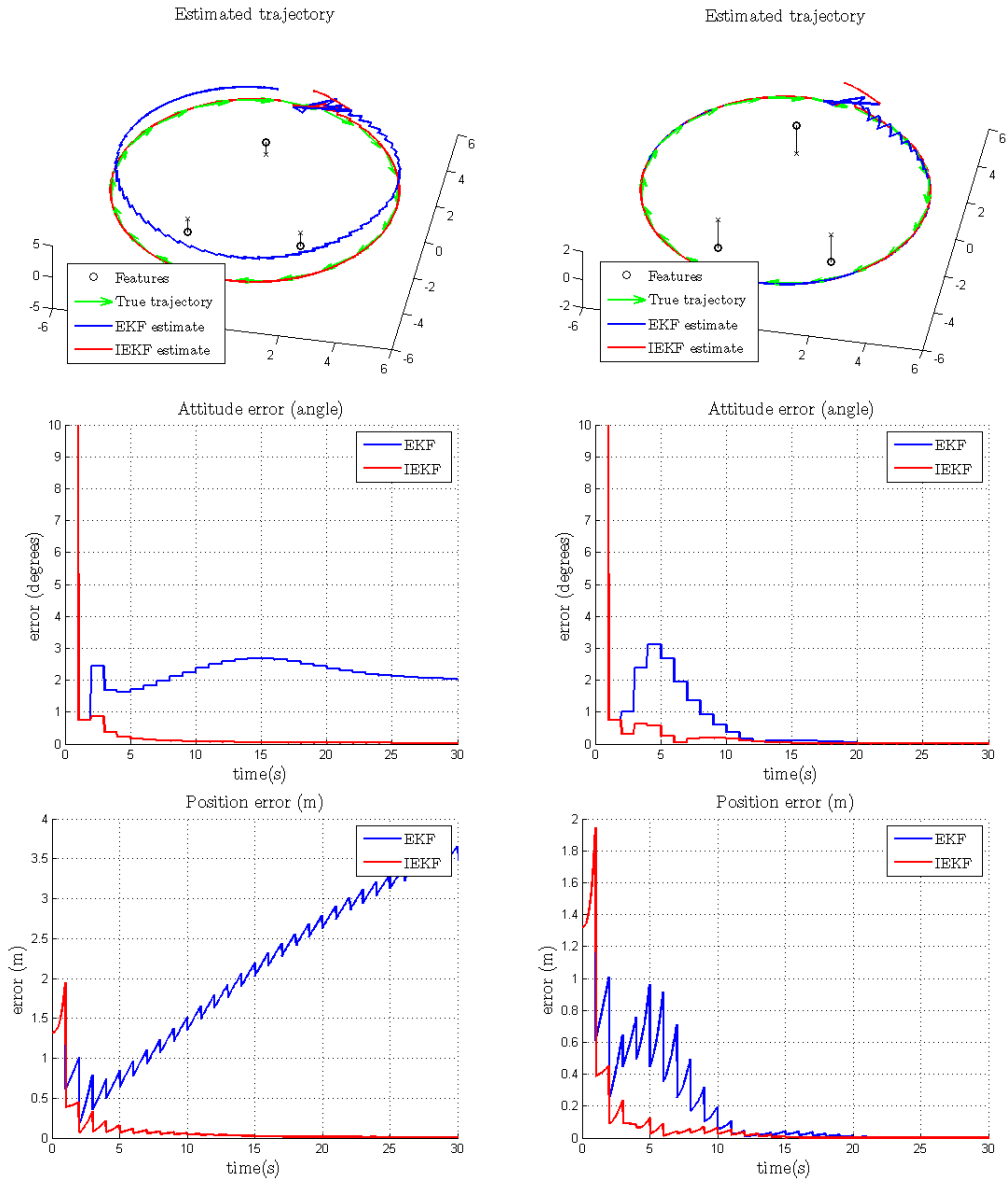 Estimated trajectory
6
4
2
0
-2
-4
-6
5
0
-5
-6
2
4
6
Features
True trajectory
EKF estimate
IEKF estimate
Estimated trajectory
6
4
2
0
-2
-4
-6
2
0
-2
-6
2
4
6
Features
True trajectory
EKF estimate
IEKF estimate
Attitude error (angle)
10
9
8
7
6
5
4
3
2
1
0
0 5 10 15 20 25 30
error (degrees)
time(s)
EKF
IEKF
Attitude error (angle)
10
9
8
7
6
5
4
3
2
1
0
0 5 10 15 20 25 30
error (degrees)
time(s)
EKF
IEKF
Position error (m)
4
3.5
3
2.5
2
1.5
1
0.5
0
0 5 10 15 20 25 30
error (m)
time(s)
EKF
IEKF
Position error (m)
2
1.8
1.6
1.4
1.2
1
0.8
0.6
0.4
0.2
0
0 5 10 15 20 25 30
error (m)
time(s)
EKF
IEKF